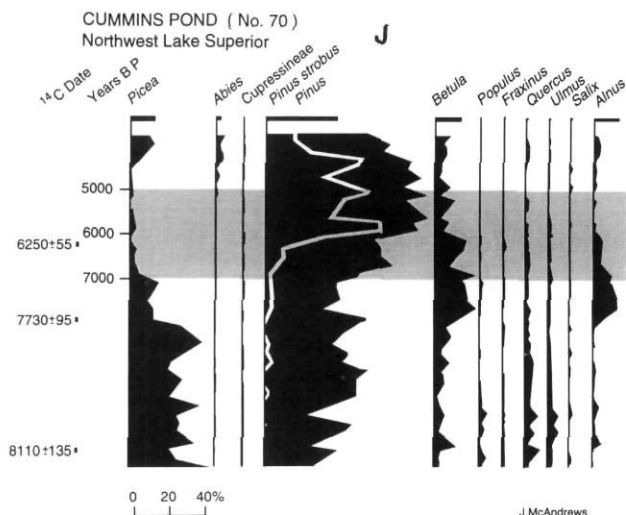 CUMMINS POND ( No. 70 )
Northwest Lake Superior
J
14C Date
Years B P
Picea
Abies
Cupressineae
Pinus strobus
Pinus
Betula
Populus
Fraxinus
Quercus
Ulmus
Salix
Alnus
5000
6000
6250±55
7000
7730±95
8110±135
0 20 40%
J.McAndrews